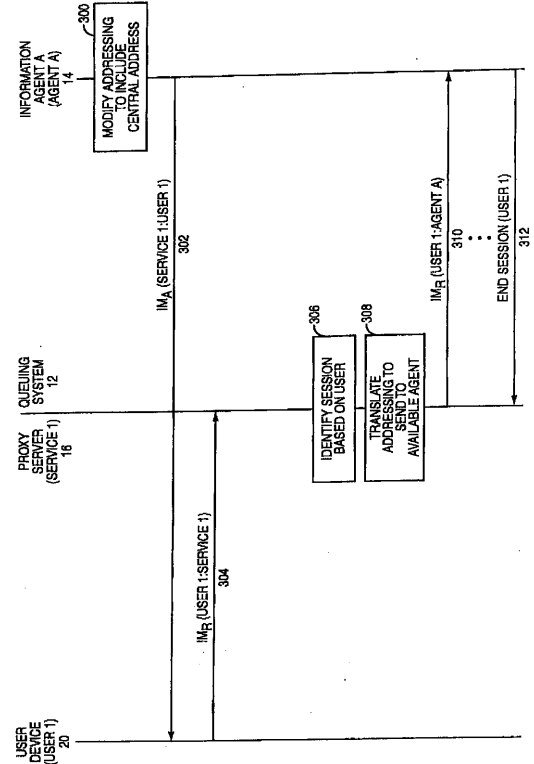 USER
DEVICE
(USER 1)
20
PROXY
SERVER
(SERVICE 1)
16
QUEUING
SYSTEM
12
INFORMATION
AGENT A
(AGENT A)
14
MODIFY ADDRESSING
TO INCLUDE
CENTRAL ADDRESS
300
IMA (SERVICE 1:USER 1)
302
IMR (USER 1:SERVICE 1)
304
IDENTIFY SESSION
BASED ON USER
306
TRANSLATE
ADDRESSING TO
SEND TO
AVAILABLE AGENT
308
IMR (USER 1:AGENT A)
310
END SESSION (USER 1)
312